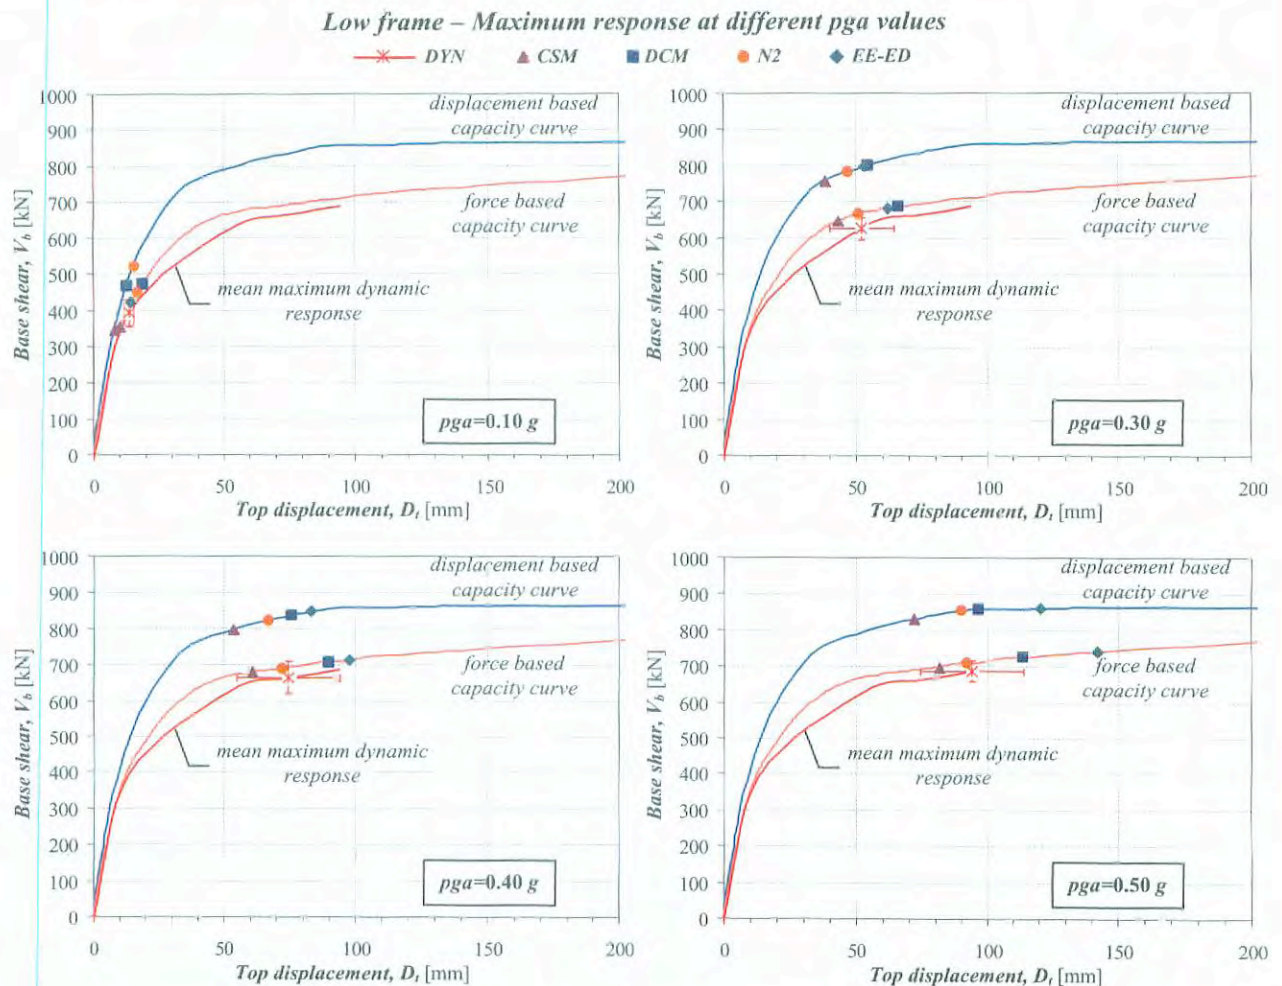 Low frame – Maximum response at different pga values
DYN CSM DCM N2 EE-ED
1000
900
800
700
600
500
400
300
200
100
0
Base shear, V_b [kN]
displacement based
capacity curve
force based
capacity curve
mean maximum dynamic
response
pga=0.10 g
0 50 100 150 200
Top displacement, D_t [mm]
1000
900
800
700
600
500
400
300
200
100
0
Base shear, V_b [kN]
displacement based
capacity curve
force based
capacity curve
mean maximum dynamic
response
pga=0.30 g
0 50 100 150 200
Top displacement, D_t [mm]
1000
900
800
700
600
500
400
300
200
100
0
Base shear, V_b [kN]
displacement based
capacity curve
force based
capacity curve
mean maximum dynamic
response
pga=0.40 g
0 50 100 150 200
Top displacement, D_t [mm]
1000
900
800
700
600
500
400
300
200
100
0
Base shear, V_b [kN]
displacement based
capacity curve
force based
capacity curve
mean maximum dynamic
response
pga=0.50 g
0 50 100 150 200
Top displacement, D_t [mm]